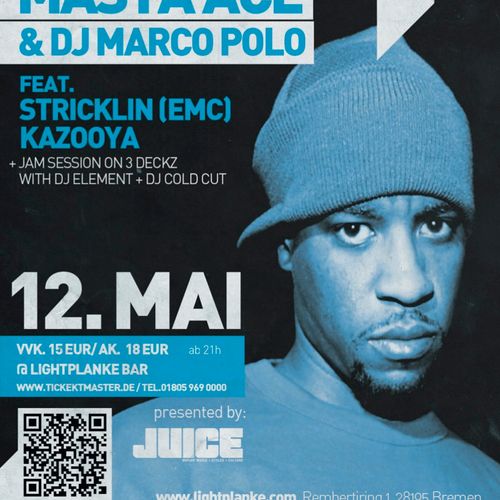 MASTA ACE
& DJ MARCO POLO
FEAT.
STRICKLIN (EMC)
KAZOOYA
+ JAM SESSION ON 3 DECKZ
WITH DJ ELEMENT + DJ COLD CUT
12. MAI
VVK. 15 EUR/ AK. 18 EUR ab 21h
@ LIGHTPLANKE BAR
WWW.TICKEKTMASTER.DE / TEL.01805 969 0000
presented by:
JUICE
www.lightplanke.com Rembertiring 1, 28195 Bremen